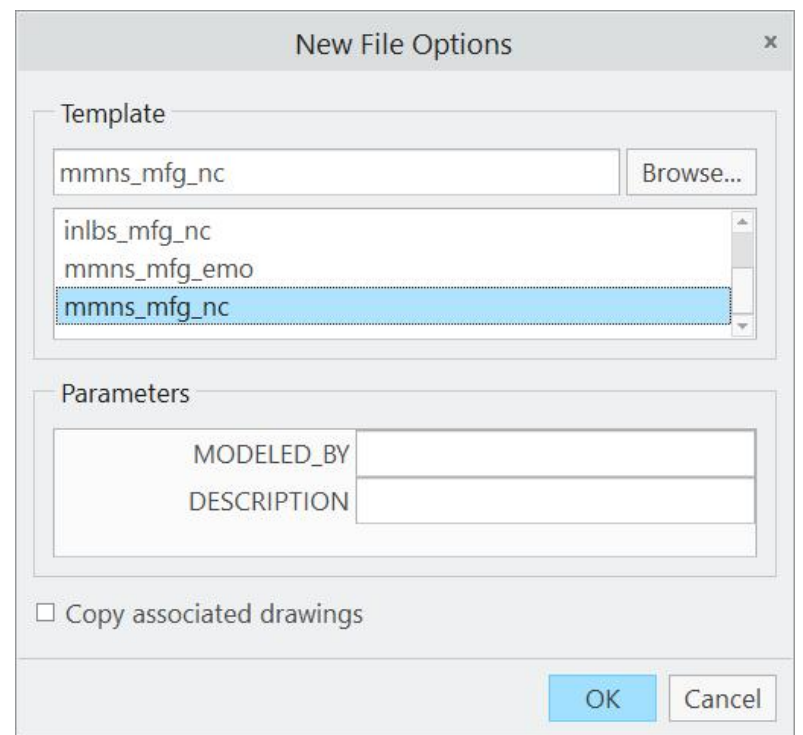 New File Options x
Template
mmns_mfg_nc Browse...
inlbs_mfg_nc
mmns_mfg_emo
mmns_mfg_nc
Parameters
MODELED_BY
DESCRIPTION
Copy associated drawings
OK Cancel